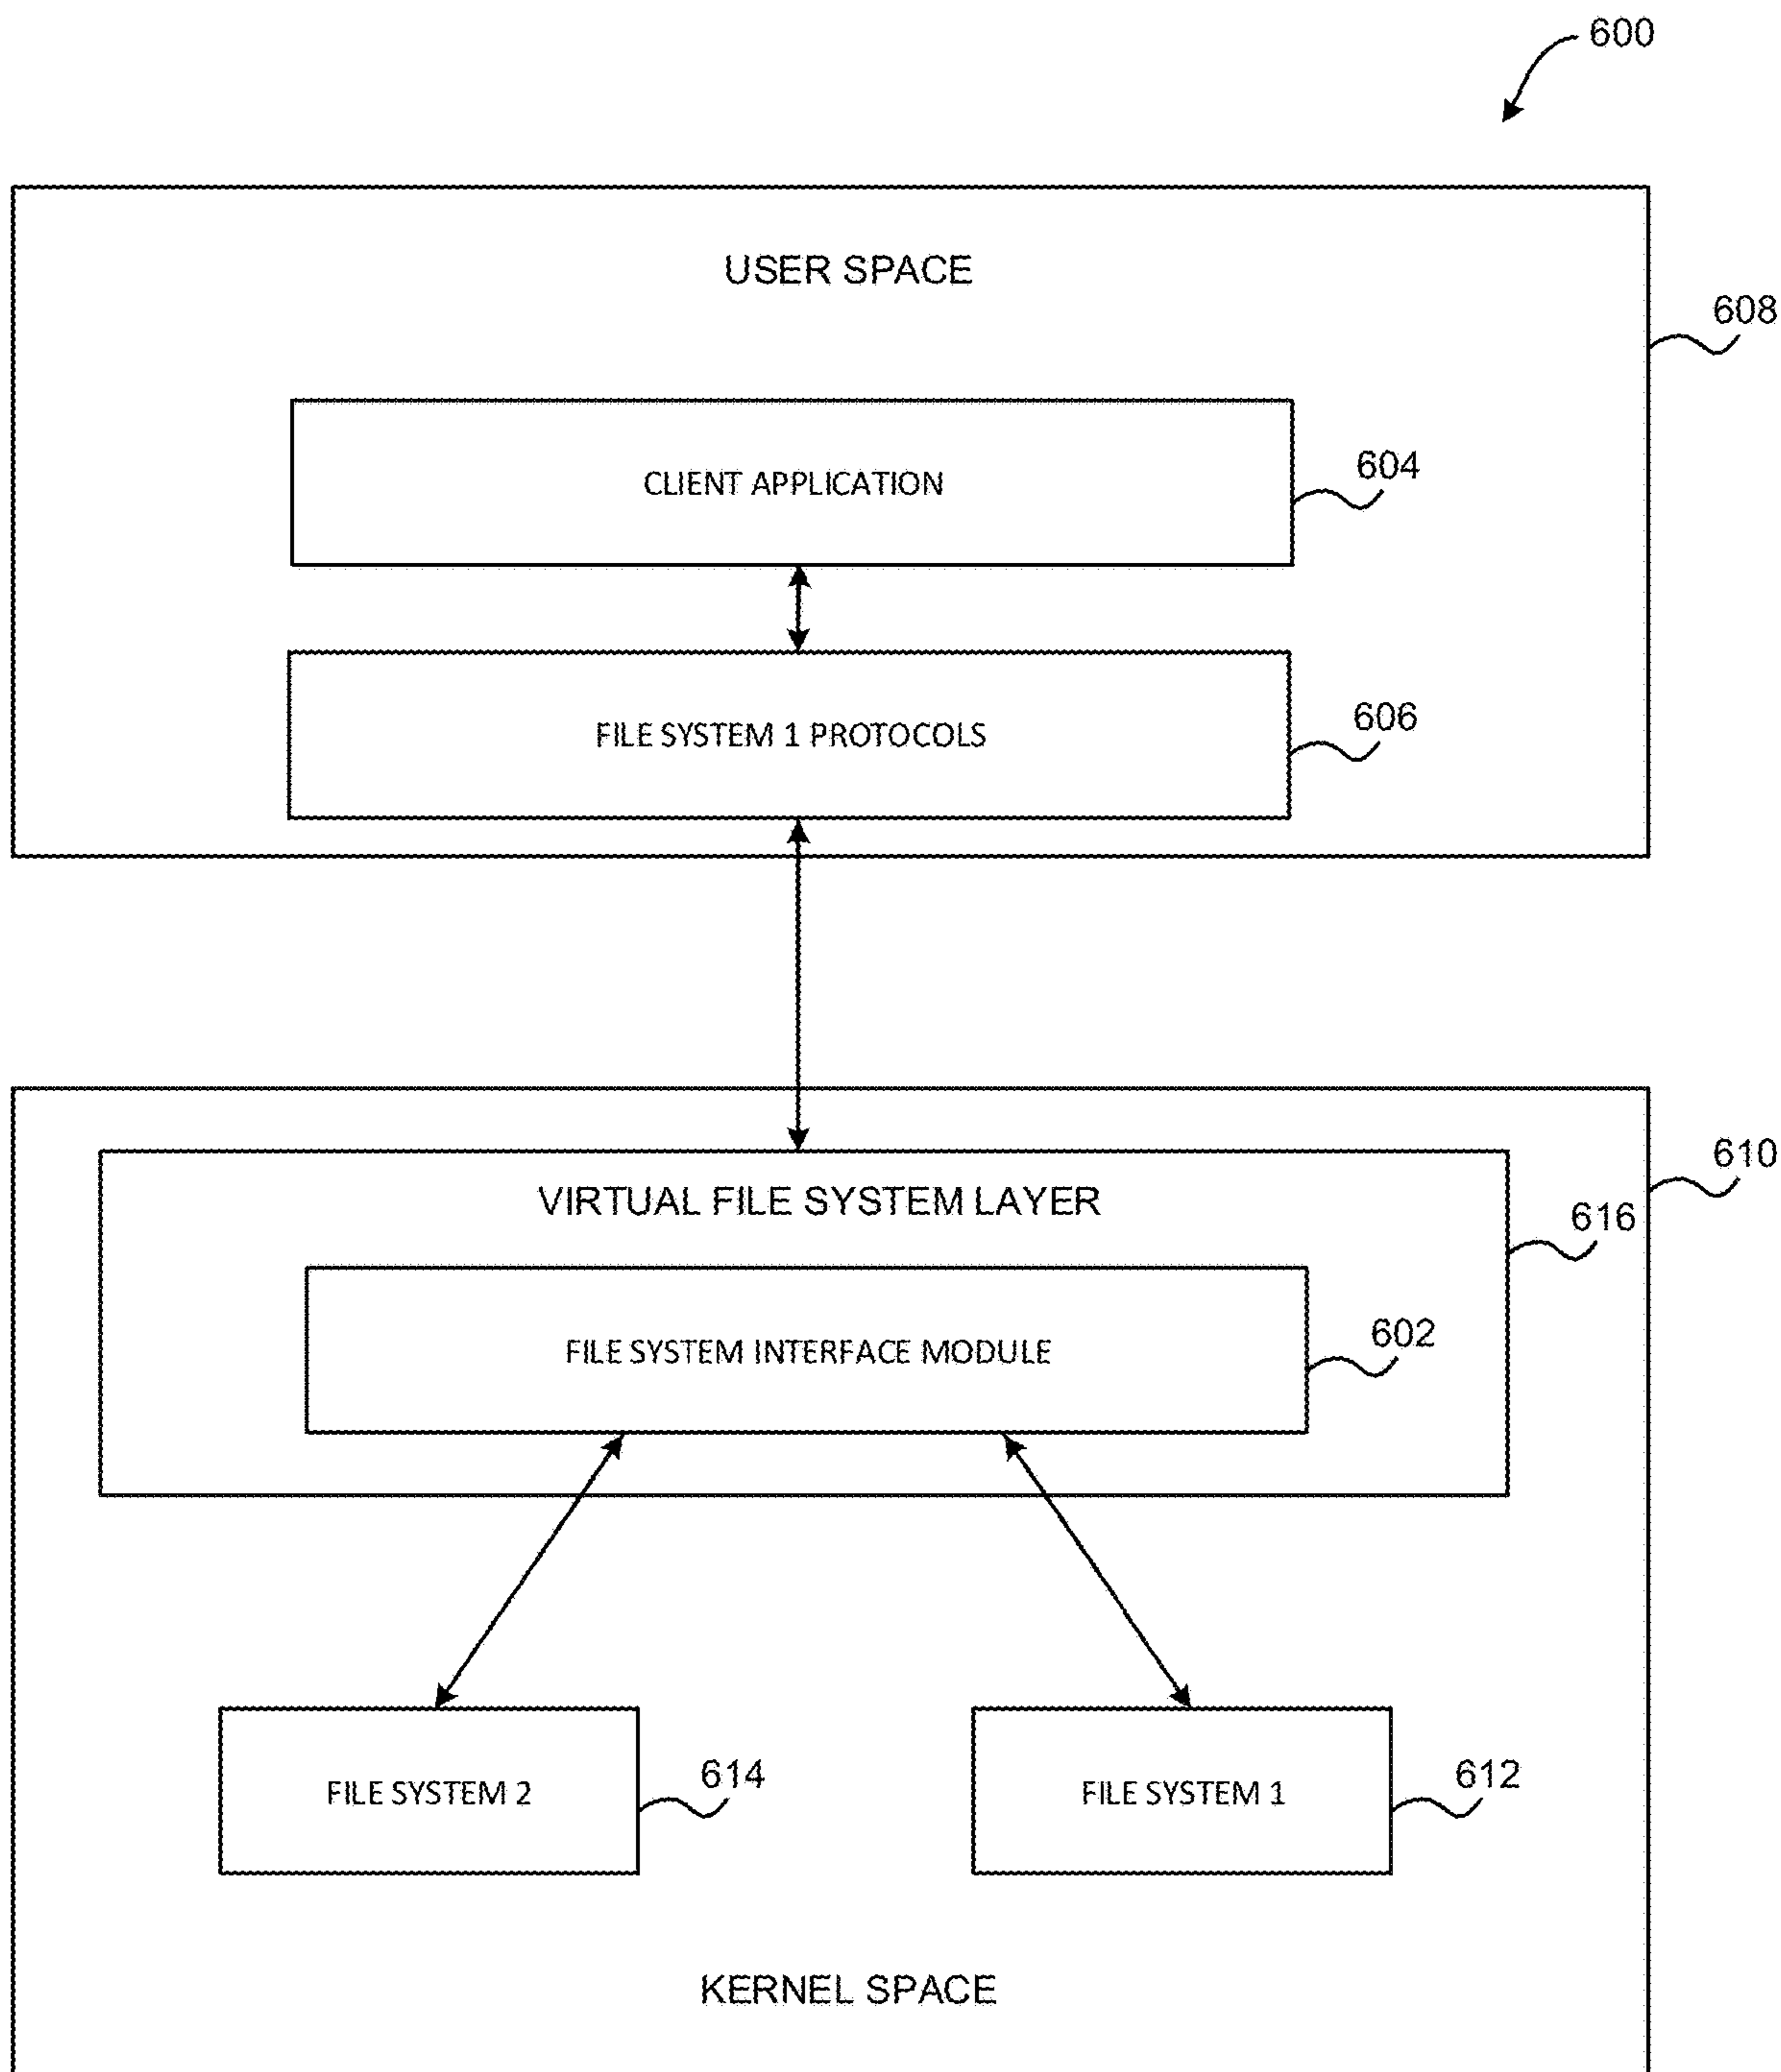 600
USER SPACE
608
CLIENT APPLICATION
604
FILE SYSTEM 1 PROTOCOLS
606
VIRTUAL FILE SYSTEM LAYER
610
616
FILE SYSTEM INTERFACE MODULE
602
FILE SYSTEM 2
614
FILE SYSTEM 1
612
KERNEL SPACE